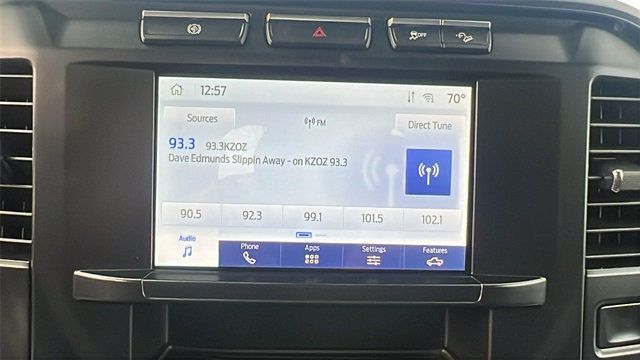 OFF
12:57
70°
Sources
FM
Direct Tune
93.3 93.3KZOZ
Dave Edmunds Slippin Away - on KZOZ 93.3
90.5 92.3 99.1 101.5 102.1
Audio Phone Apps Settings Features